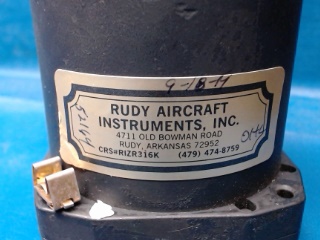 9-18-11
RUDY AIRCRAFT
INSTRUMENTS, INC.
4711 OLD BOWMAN ROAD
RUDY, ARKANSAS 72952
CRS#RIZR316K (479) 474-8759